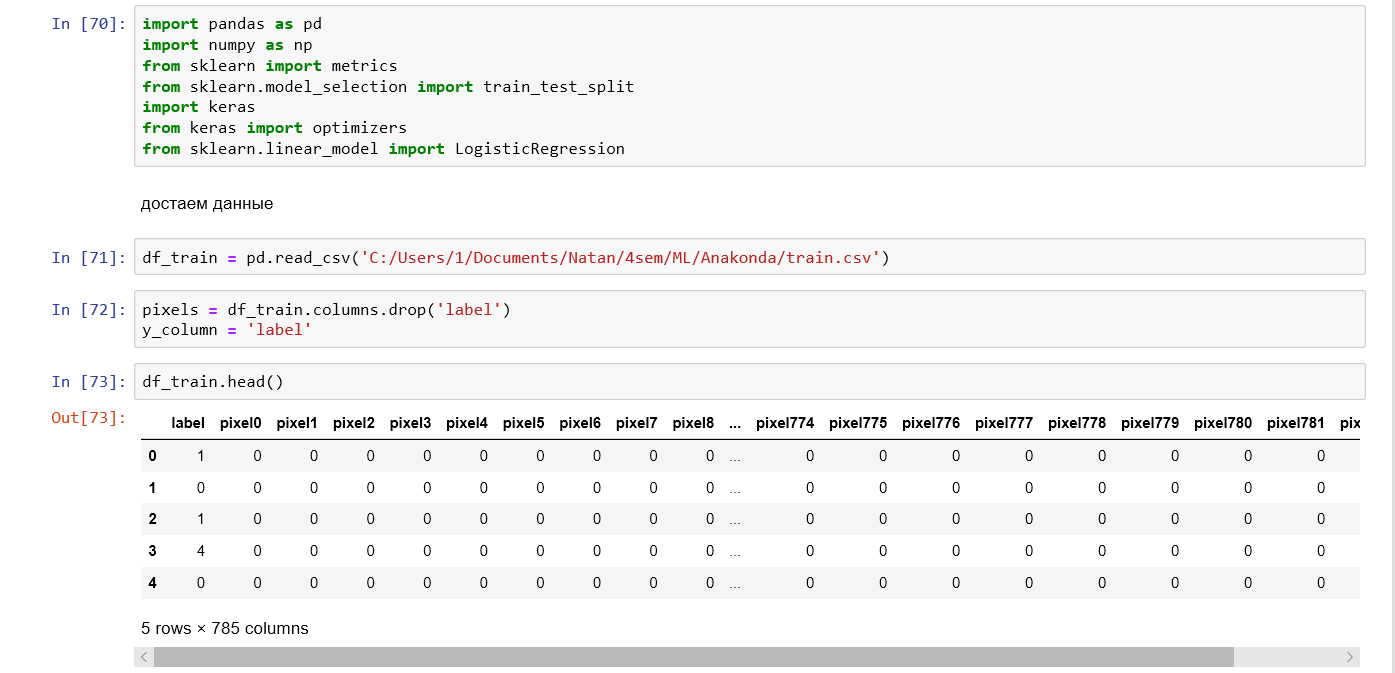 In [70]: import pandas as pd
import numpy as np
from sklearn import metrics
from sklearn.model_selection import train_test_split
import keras
from keras import optimizers
from sklearn.linear_model import LogisticRegression
достаем данные
In [71]: df_train = pd.read_csv('C:/Users/1/Documents/Natan/4sem/ML/Anakonda/train.csv')
In [72]: pixels = df_train.columns.drop('label')
y_column = 'label'
In [73]: df_train.head()
Out[73]:
label pixel0 pixel1 pixel2 pixel3 pixel4 pixel5 pixel6 pixel7 pixel8 ... pixel774 pixel775 pixel776 pixel777 pixel778 pixel779 pixel780 pixel781 pix
0 1 0 0 0 0 0 0 0 0 0 ... 0 0 0 0 0 0 0 0
1 0 0 0 0 0 0 0 0 0 0 ... 0 0 0 0 0 0 0 0
2 1 0 0 0 0 0 0 0 0 0 ... 0 0 0 0 0 0 0 0
3 4 0 0 0 0 0 0 0 0 0 ... 0 0 0 0 0 0 0 0
4 0 0 0 0 0 0 0 0 0 0 ... 0 0 0 0 0 0 0 0
5 rows × 785 columns